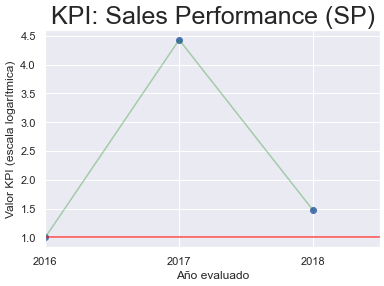 KPI: Sales Performance (SP)
4.5
4.0
3.5
3.0
2.5
2.0
1.5
1.0
Valor KPI (escala logarítmica)
2016 2017 2018
Año evaluado